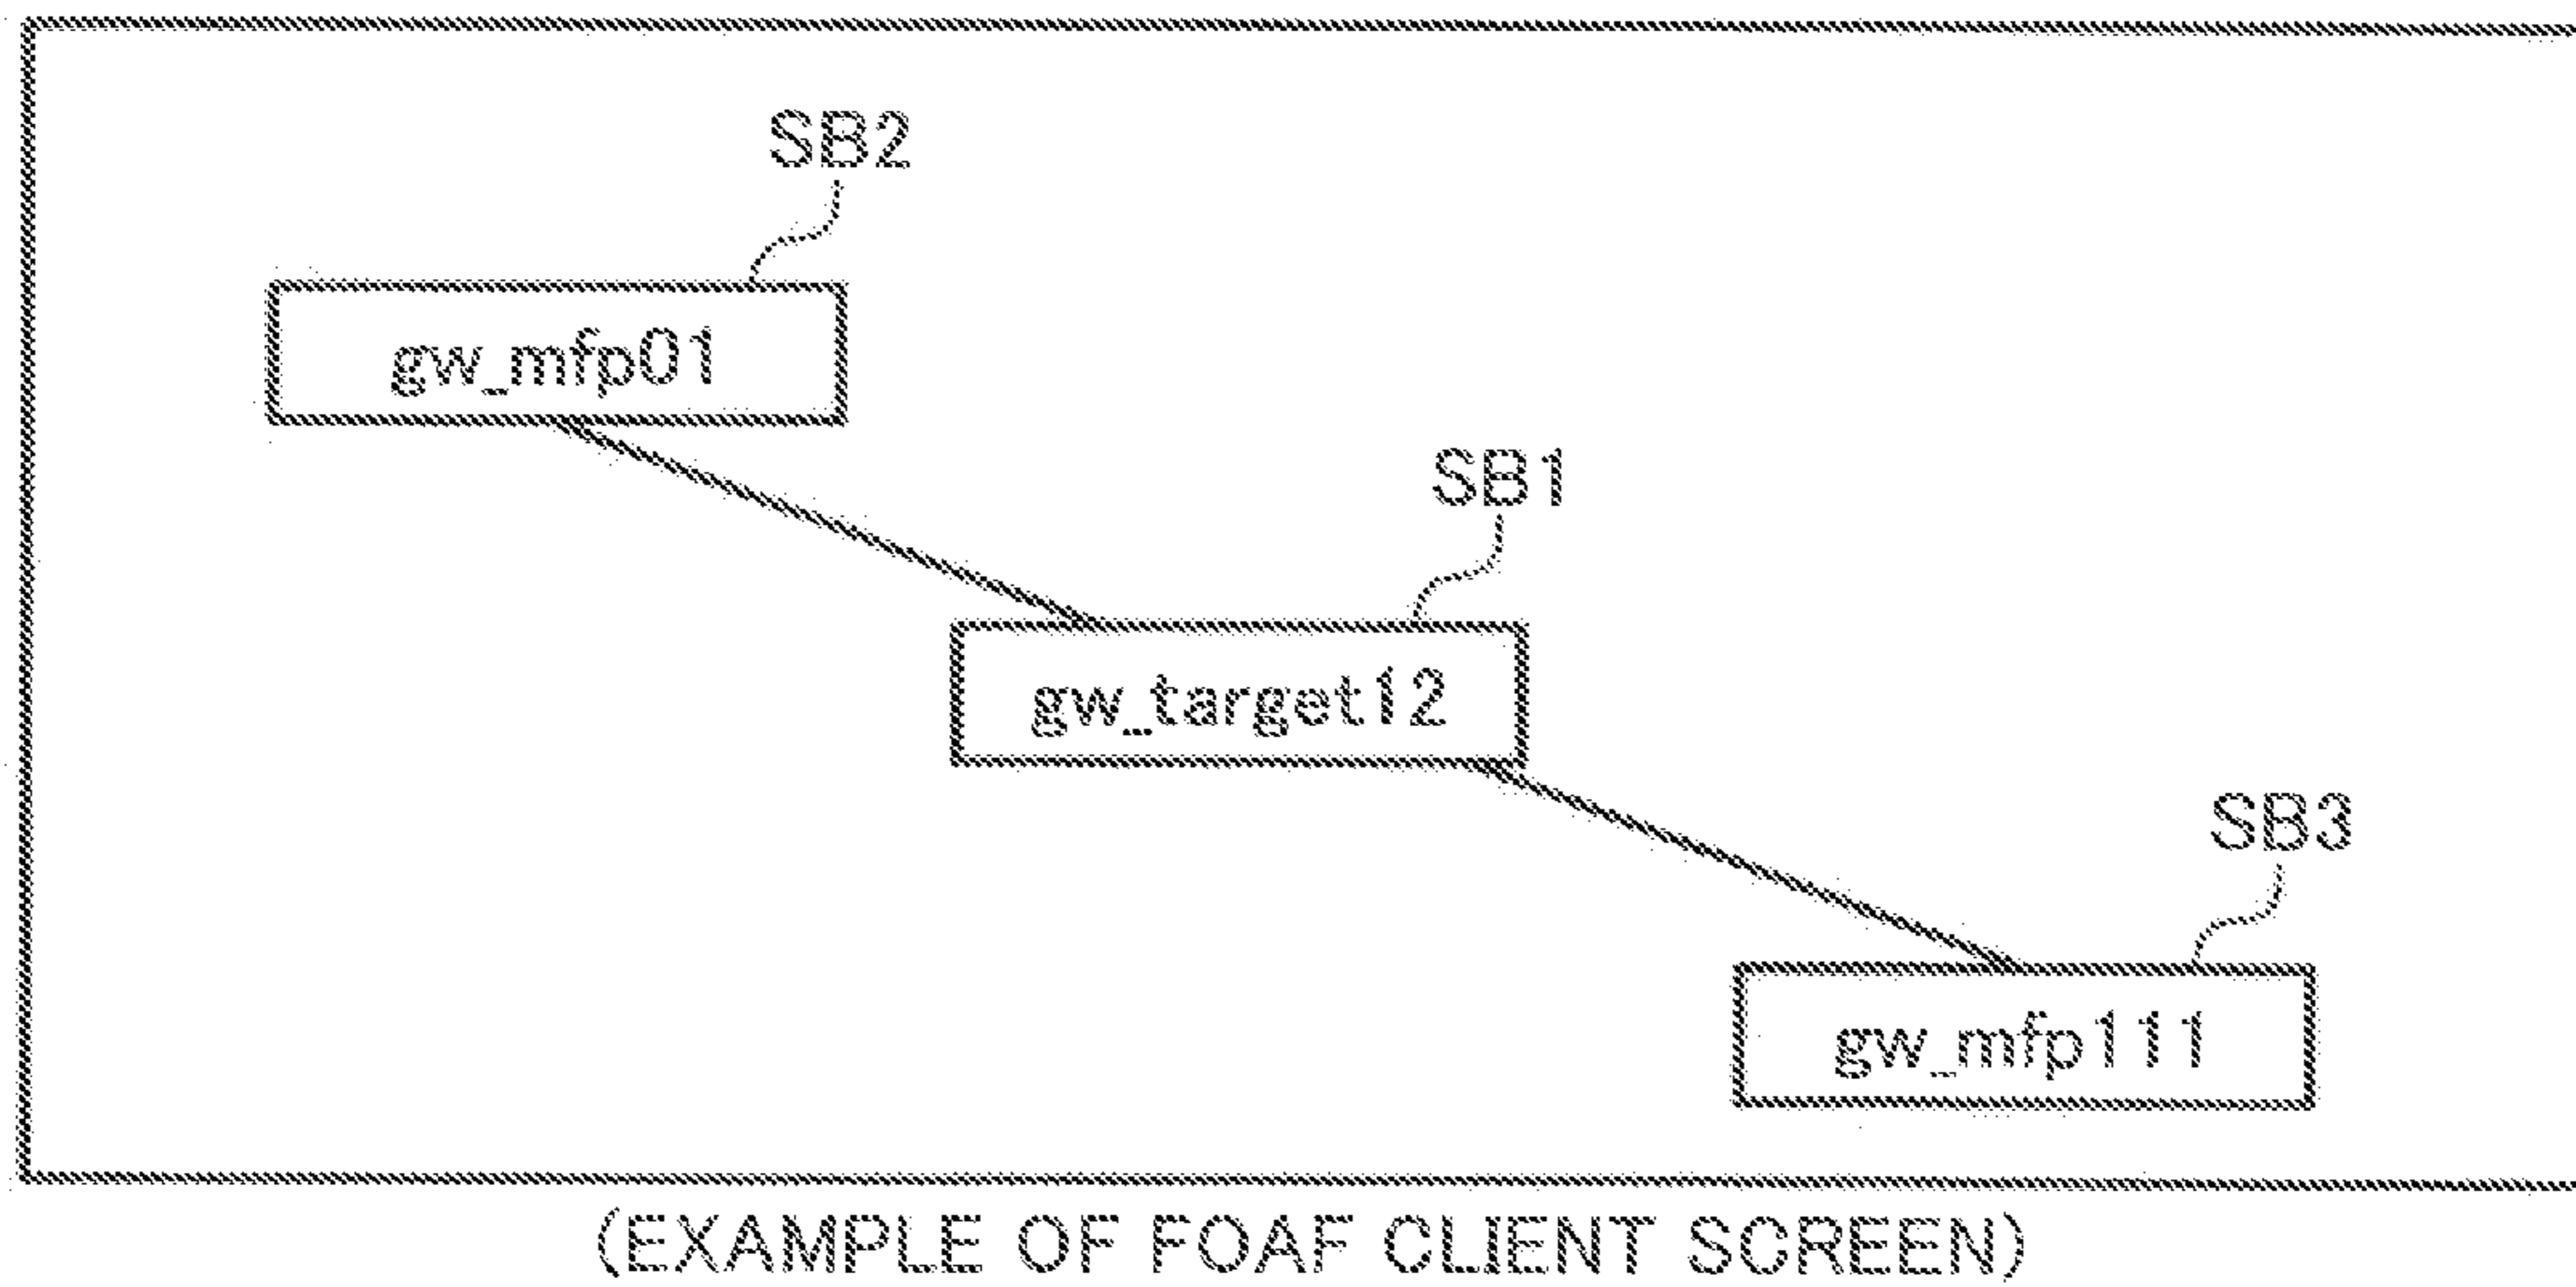 SB2
gw_mfp01
SB1
gw_target12
SB3
gw_mfp111
(EXAMPLE OF FOAF CLIENT SCREEN)